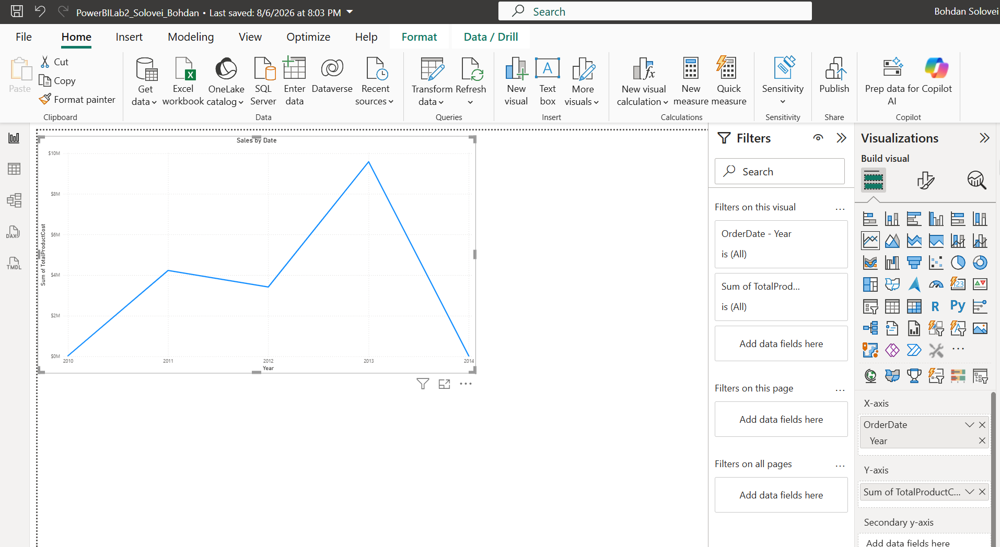 PowerBILab2_Solovei_Bohdan • Last saved: 8/6/2026 at 8:03 PM
Search
Bohdan Solovei
File
Home
Insert
Modeling
View
Optimize
Help
Format
Data / Drill
Paste
Cut
Copy
Format painter
Clipboard
Get
data
Excel
workbook
OneLake
catalog
SQL
Server
Enter
data
Dataverse
Recent
sources
Data
Transform
data
Refresh
Queries
New
visual
Text
box
More
visuals
Insert
New visual
calculation
New
measure
Quick
measure
Calculations
Sensitivity
Sensitivity
Publish
Share
Prep data for
AI
Copilot
Copilot
DAX
TMDL
Sales by Date
$10M
$8M
$6M
$4M
$2M
$0M
Sum of TotalProductCost
2010
2011
2012
2013
2014
Year
Filters
Search
Filters on this visual
OrderDate - Year
is (All)
Sum of TotalProd...
is (All)
Add data fields here
Filters on this page
Add data fields here
Filters on all pages
Add data fields here
Visualizations
Build visual
123
R
Py
X-axis
OrderDate
Year
Y-axis
Sum of TotalProductC...
Secondary y-axis
Add data fields here